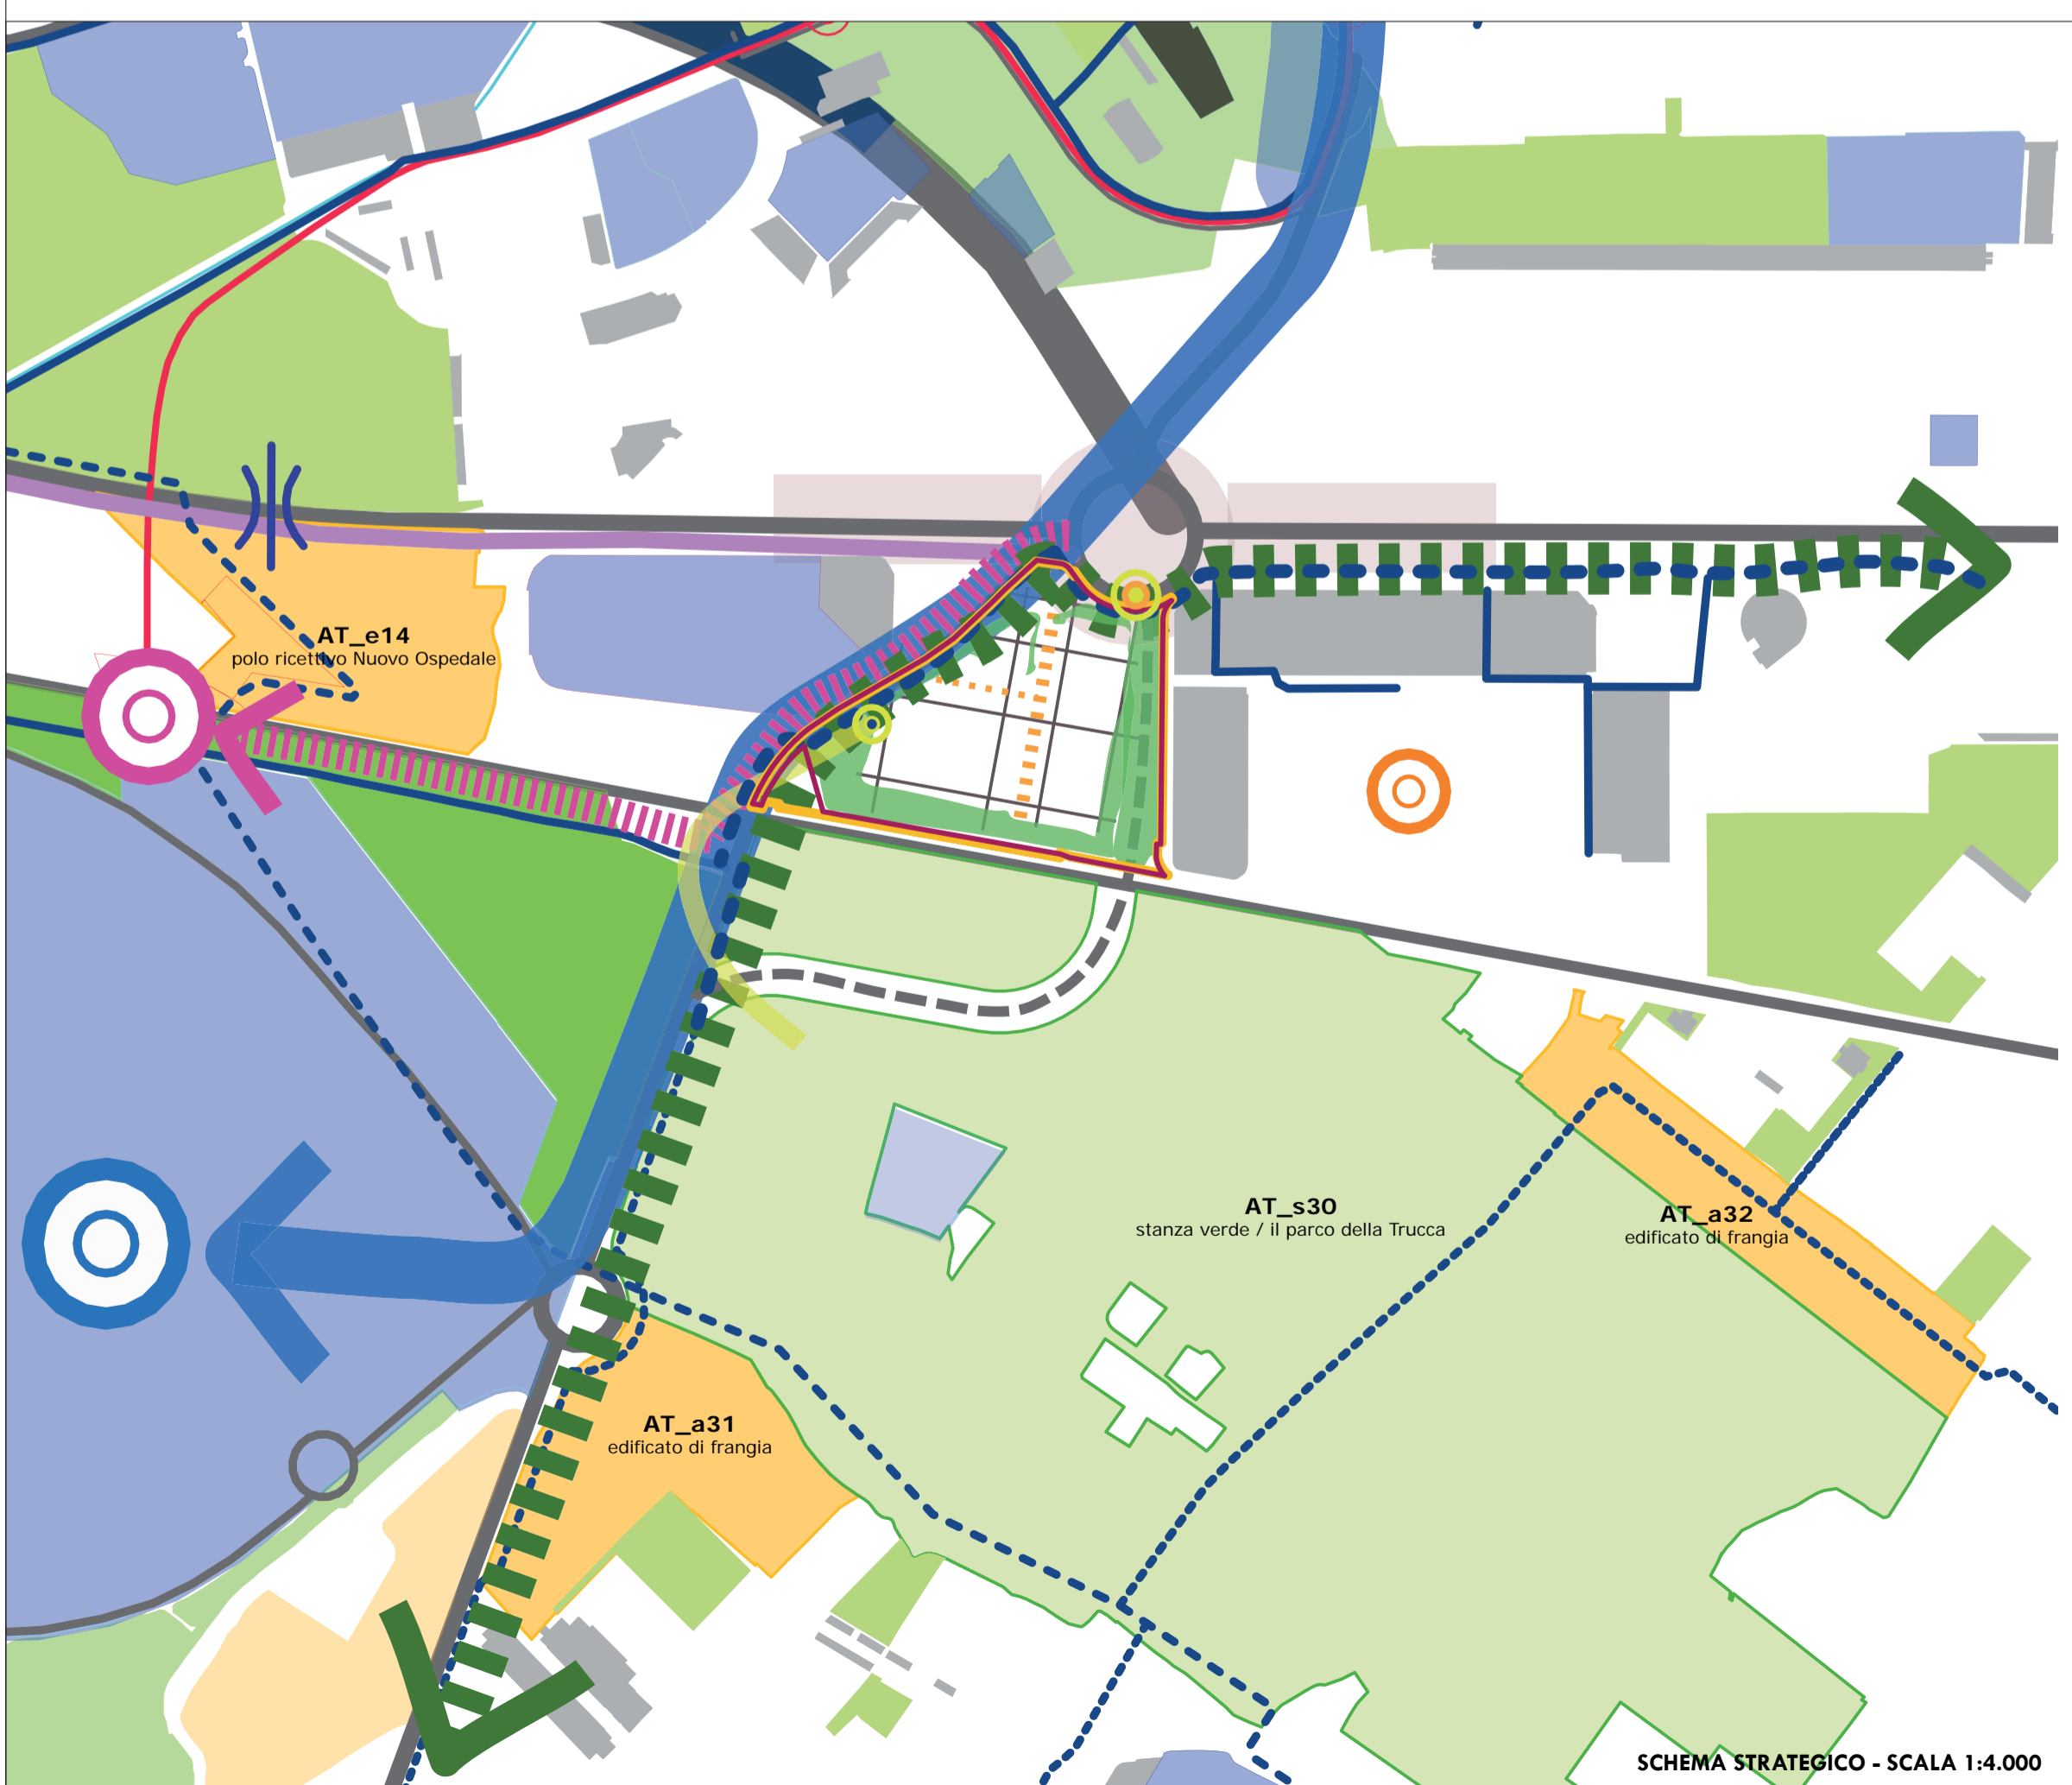 AT_e14
polo ricettivo Nuovo Ospedale
AT_s30
stanza verde / il parco della Trucca
AT_a32
edificato di frangia
AT_a31
edificato di frangia
SCHEMA STRATEGICO - SCALA 1:4.000